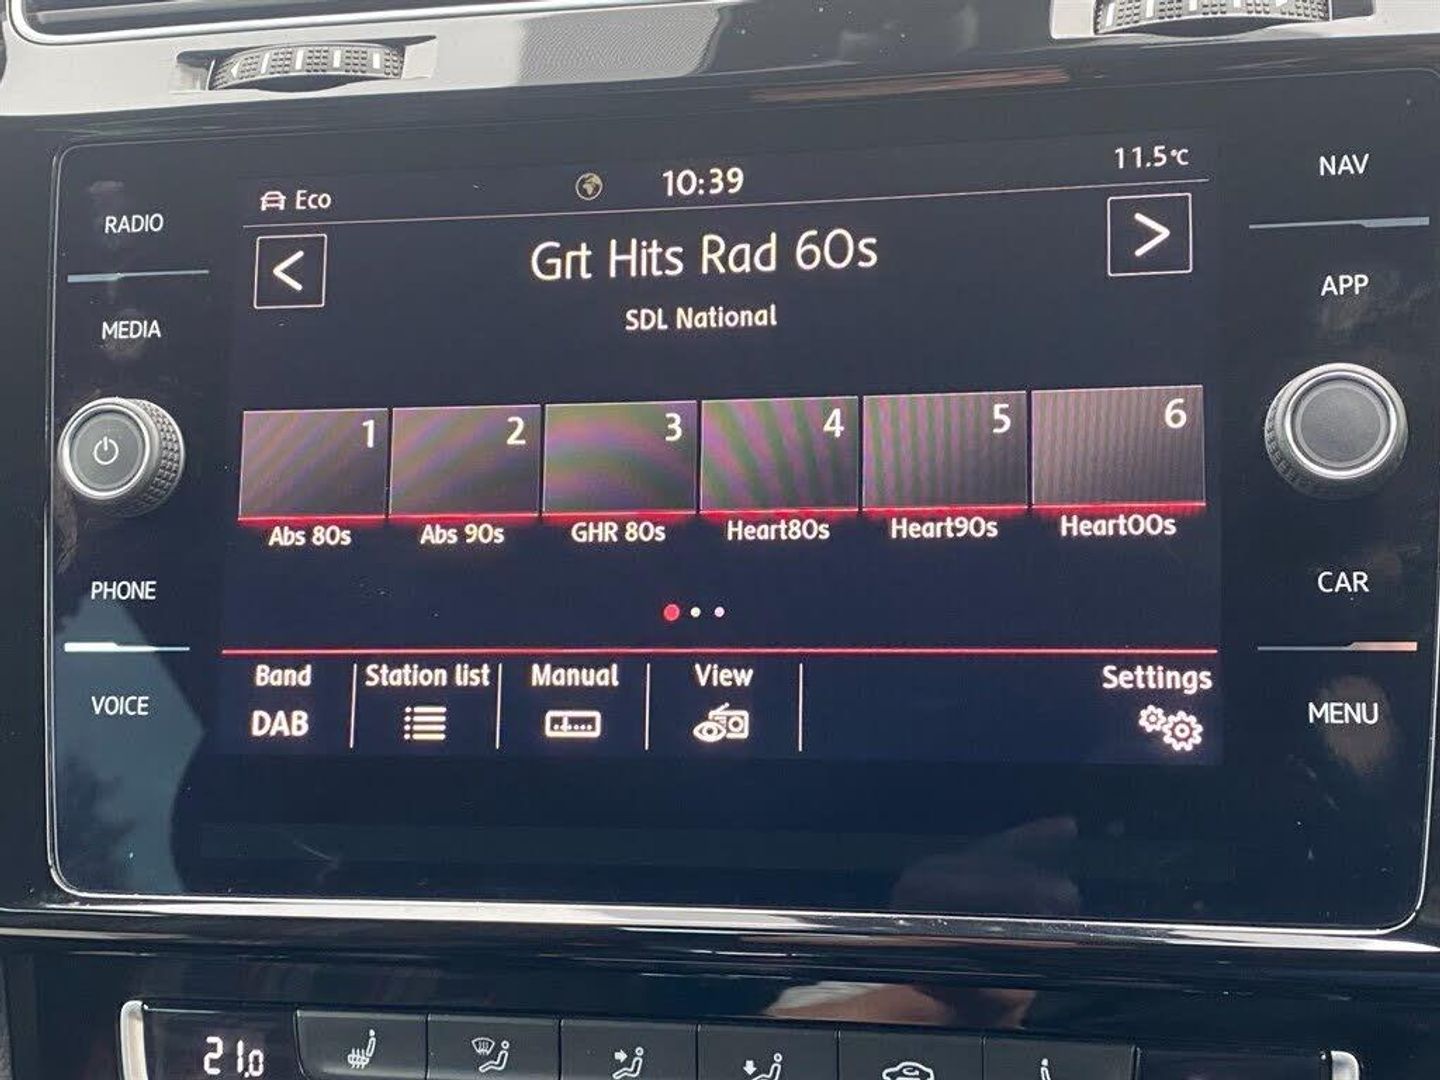 RADIO
MEDIA
PHONE
VOICE
Eco
10:39
11.5°C
<
Grt Hits Rad 60s
>
SDL National
1
2
3
4
5
6
Abs 80s
Abs 90s
GHR 80s
Heart80s
Heart90s
Heart00s
Band
DAB
Station list
Manual
View
Settings
NAV
APP
CAR
MENU
21.0